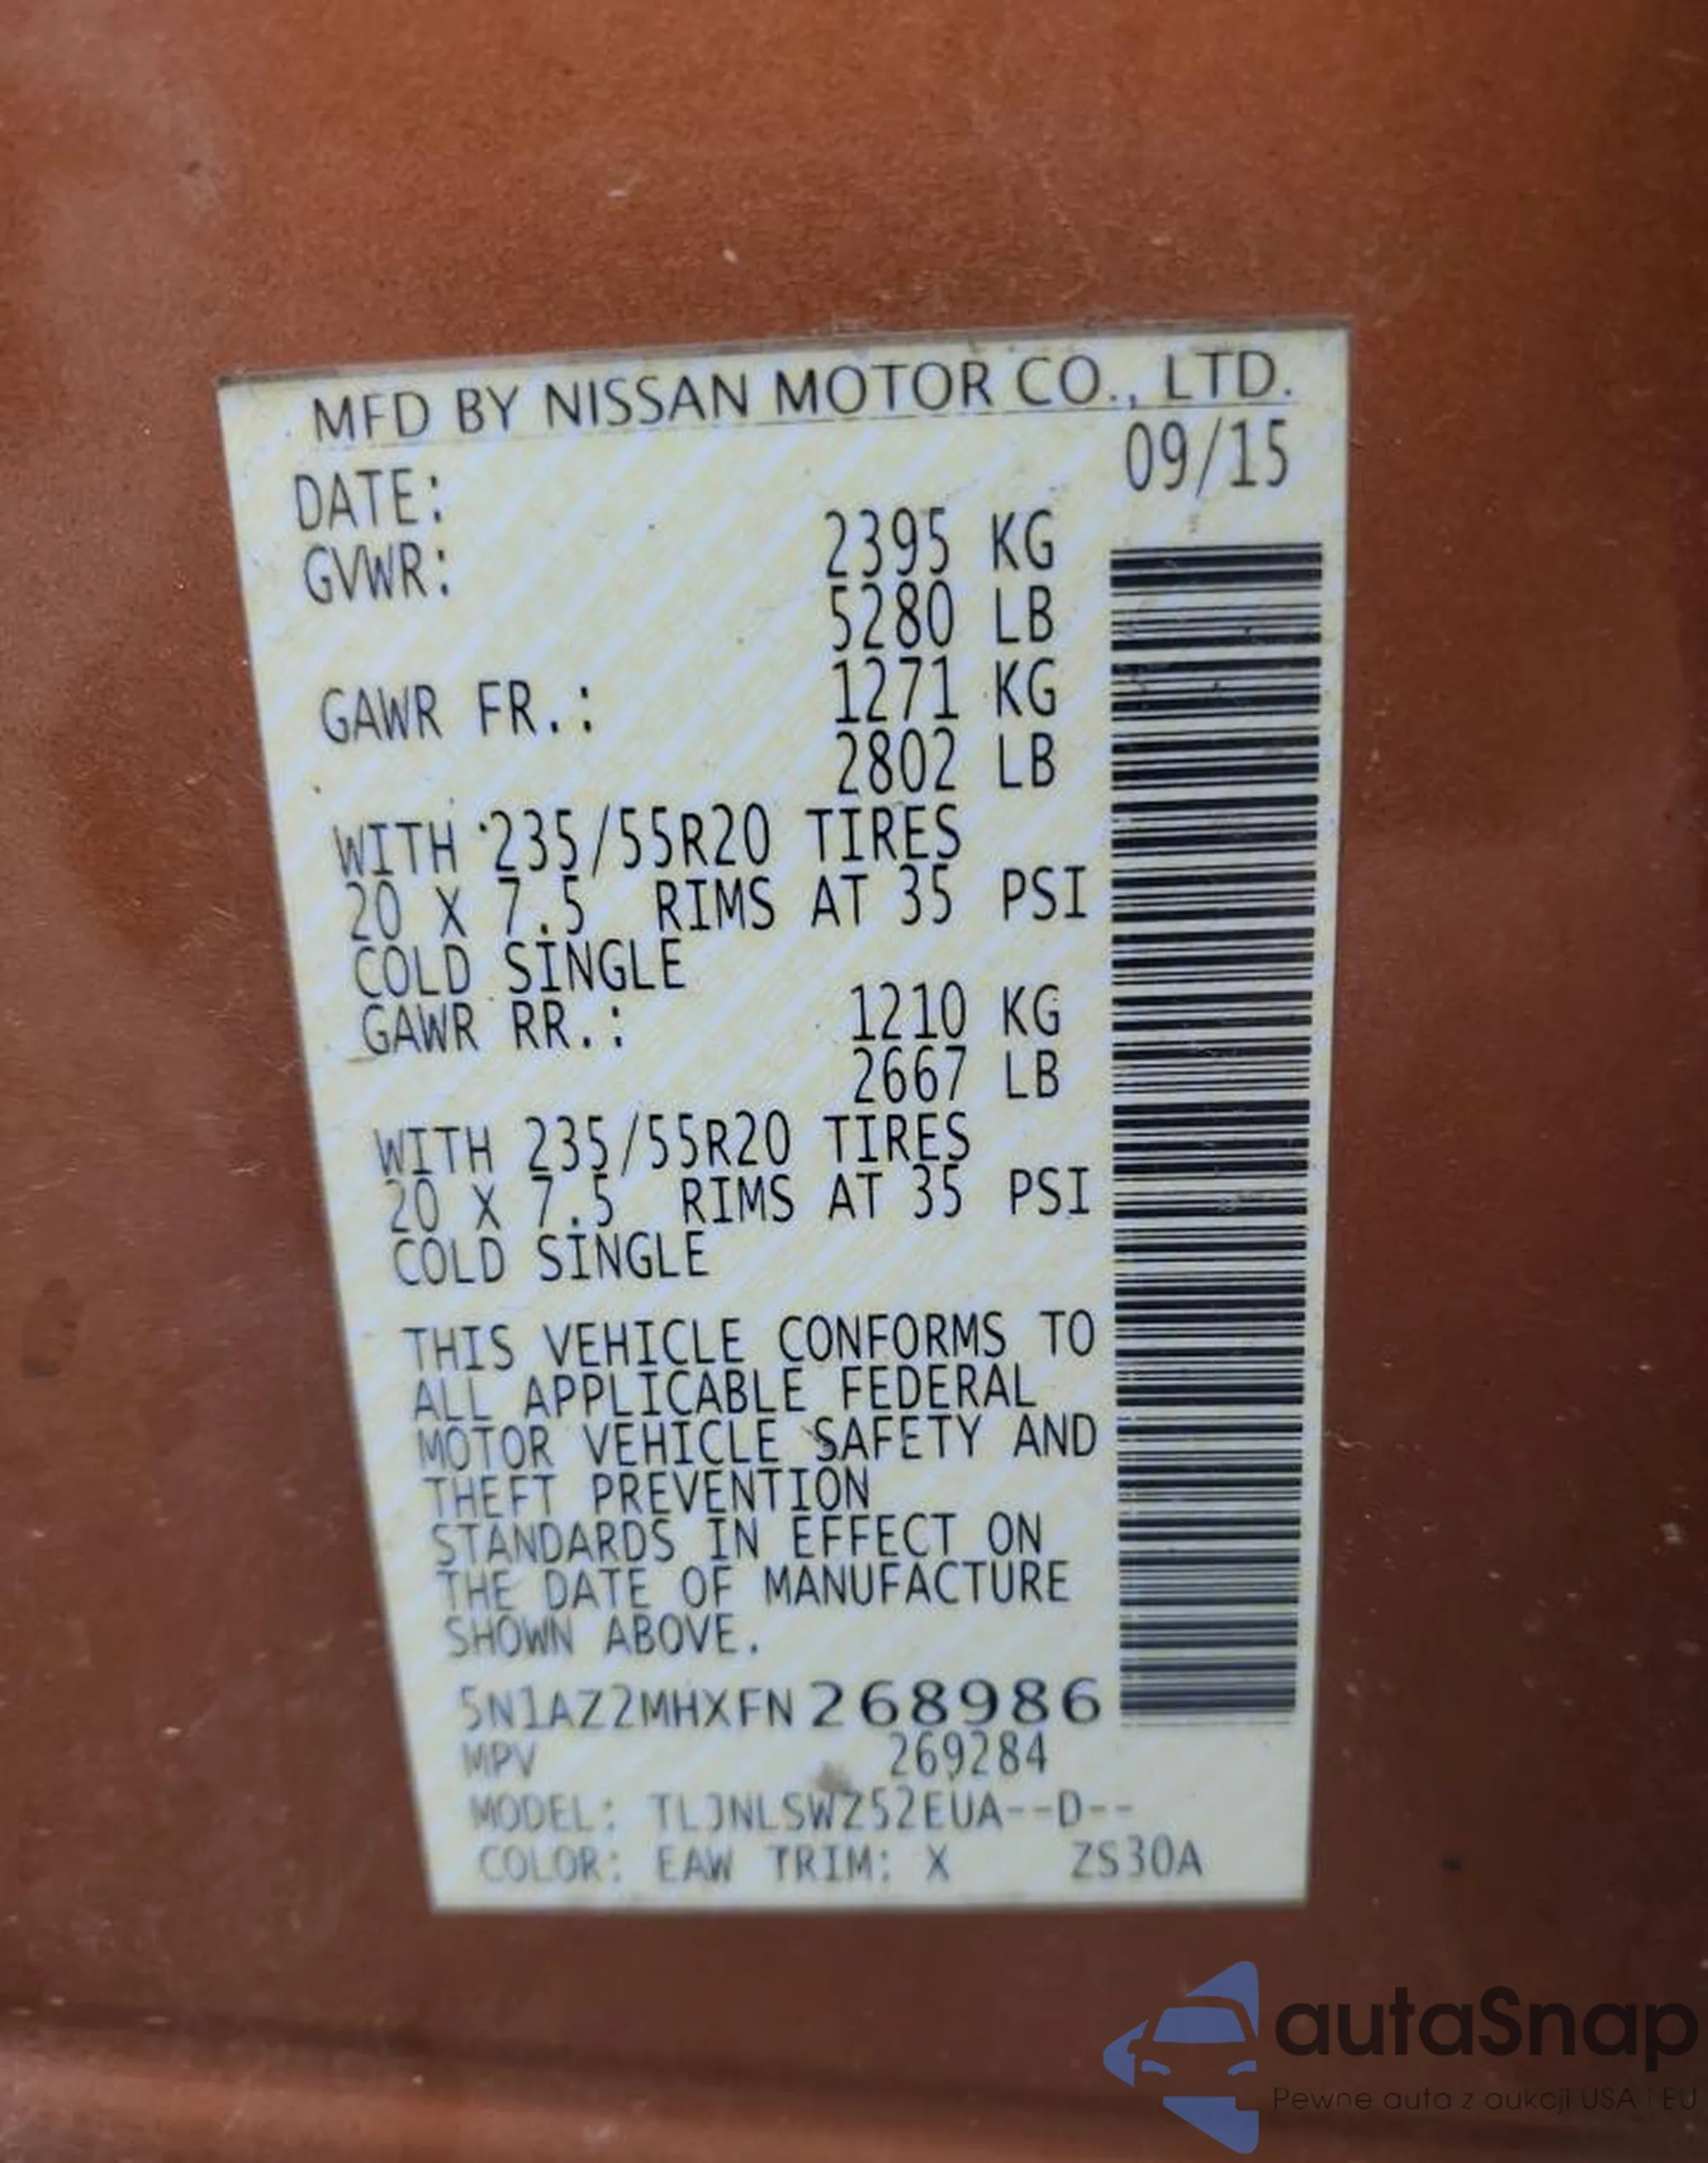 MFD BY NISSAN MOTOR CO., LTD.
DATE: 09/15
GVWR: 2395 KG
5280 LB
GAWR FR.: 1271 KG
2802 LB
WITH 235/55R20 TIRES
20 X 7.5 RIMS AT 35 PSI
COLD SINGLE
GAWR RR.: 1210 KG
2667 LB
WITH 235/55R20 TIRES
20 X 7.5 RIMS AT 35 PSI
COLD SINGLE
THIS VEHICLE CONFORMS TO
ALL APPLICABLE FEDERAL
MOTOR VEHICLE SAFETY AND
THEFT PREVENTION
STANDARDS IN EFFECT ON
THE DATE OF MANUFACTURE
SHOWN ABOVE.
5N1AZ2MHXFN268986
MPV 269284
MODEL: TLJNLSWZ52EUA--D--
COLOR: EAW TRIM: X ZS30A
autaSnap
Pewne auta z aukcji USA i EU